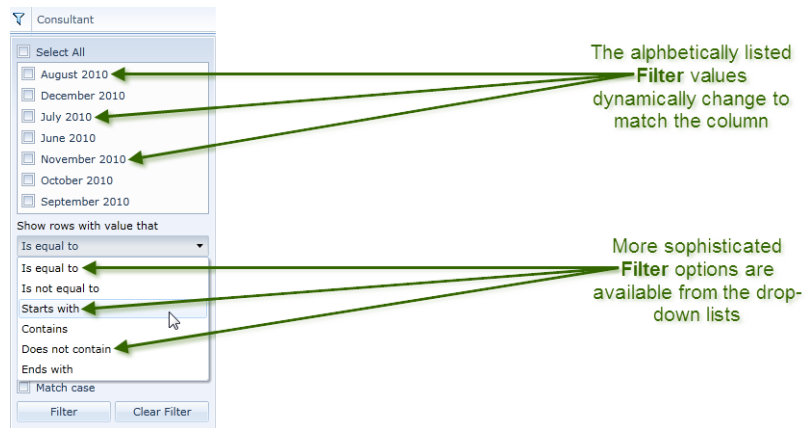 Consultant
Select All
August 2010
December 2010
July 2010
June 2010
November 2010
October 2010
September 2010
Show rows with value that
Is equal to
Is equal to
Is not equal to
Starts with
Contains
Does not contain
Ends with
Match case
Filter
Clear Filter
The alphbetically listed
Filter values
dynamically change to
match the column
More sophisticated
Filter options are
available from the drop-
down lists